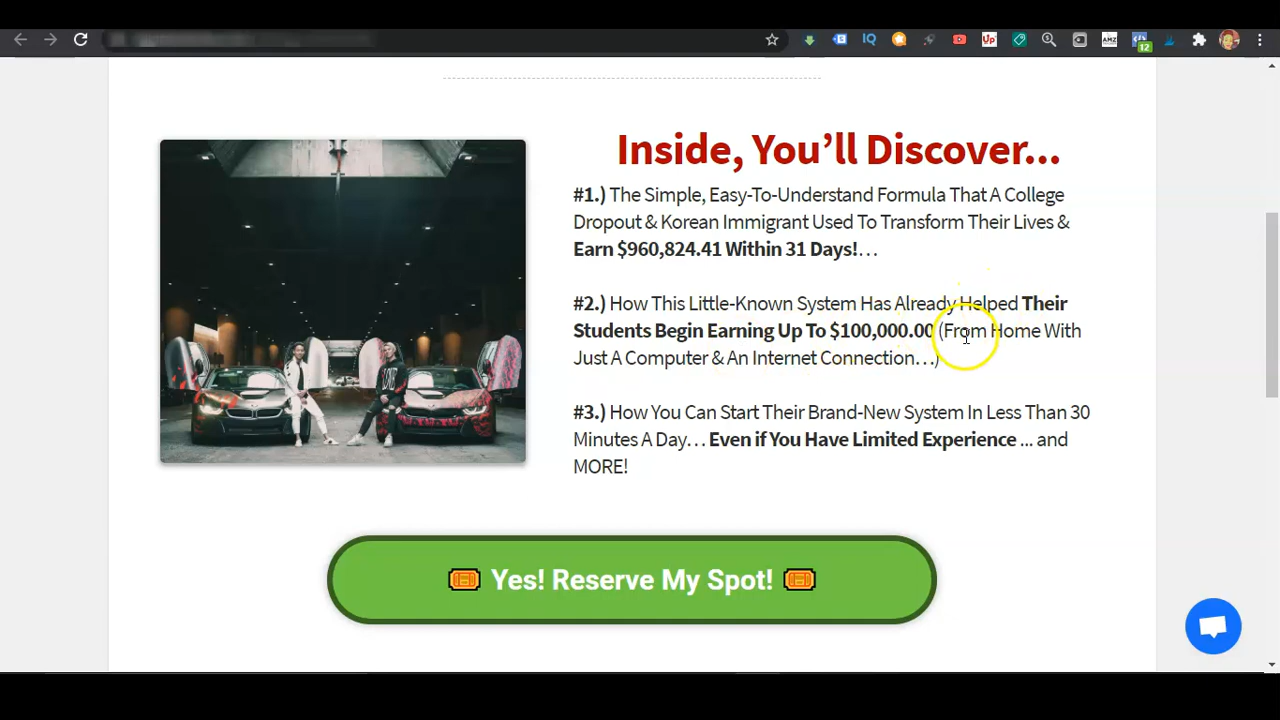 IQ
Up
AMZ
12
Inside, You’ll Discover...
#1.) The Simple, Easy-To-Understand Formula That A College
Dropout & Korean Immigrant Used To Transform Their Lives &
Earn $960,824.41 Within 31 Days!…
#2.) How This Little-Known System Has Already Helped Their
Students Begin Earning Up To $100,000.00 (From Home With
Just A Computer & An Internet Connection…)
#3.) How You Can Start Their Brand-New System In Less Than 30
Minutes A Day… Even if You Have Limited Experience ... and
MORE!
Yes! Reserve My Spot!